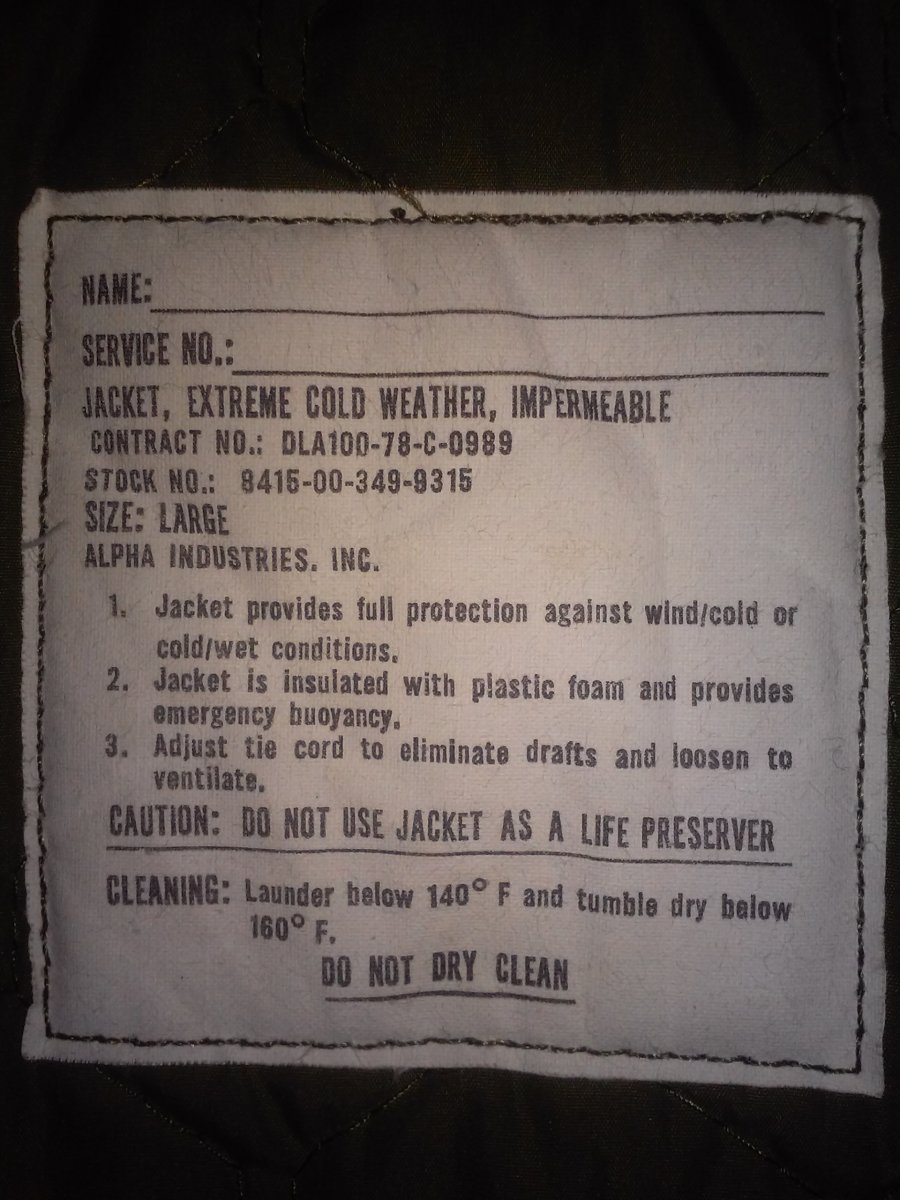 NAME:
SERVICE NO.:
JACKET, EXTREME COLD WEATHER, IMPERMEABLE
CONTRACT NO.: DLA100-78-C-0989
STOCK NO.: 8415-00-349-9315
SIZE: LARGE
ALPHA INDUSTRIES. INC.
1. Jacket provides full protection against wind/cold or
cold/wet conditions.
2. Jacket is insulated with plastic foam and provides
emergency buoyancy.
3. Adjust tie cord to eliminate drafts and loosen to
ventilate.
CAUTION: DO NOT USE JACKET AS A LIFE PRESERVER
CLEANING: Launder below 140° F and tumble dry below
160° F.
DO NOT DRY CLEAN